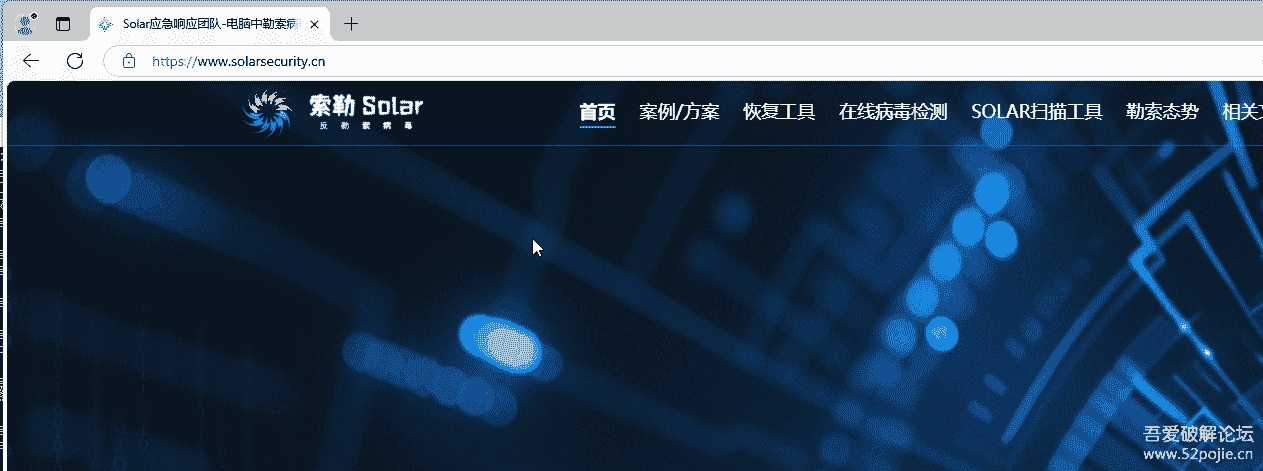 Solar应急响应团队-电脑中勒索病
https://www.solarsecurity.cn
索勒 Solar
反勒索病毒
首页 案例/方案 恢复工具 在线病毒检测 SOLAR扫描工具 勒索态势 相关
吾爱破解论坛
www.52pojie.cn